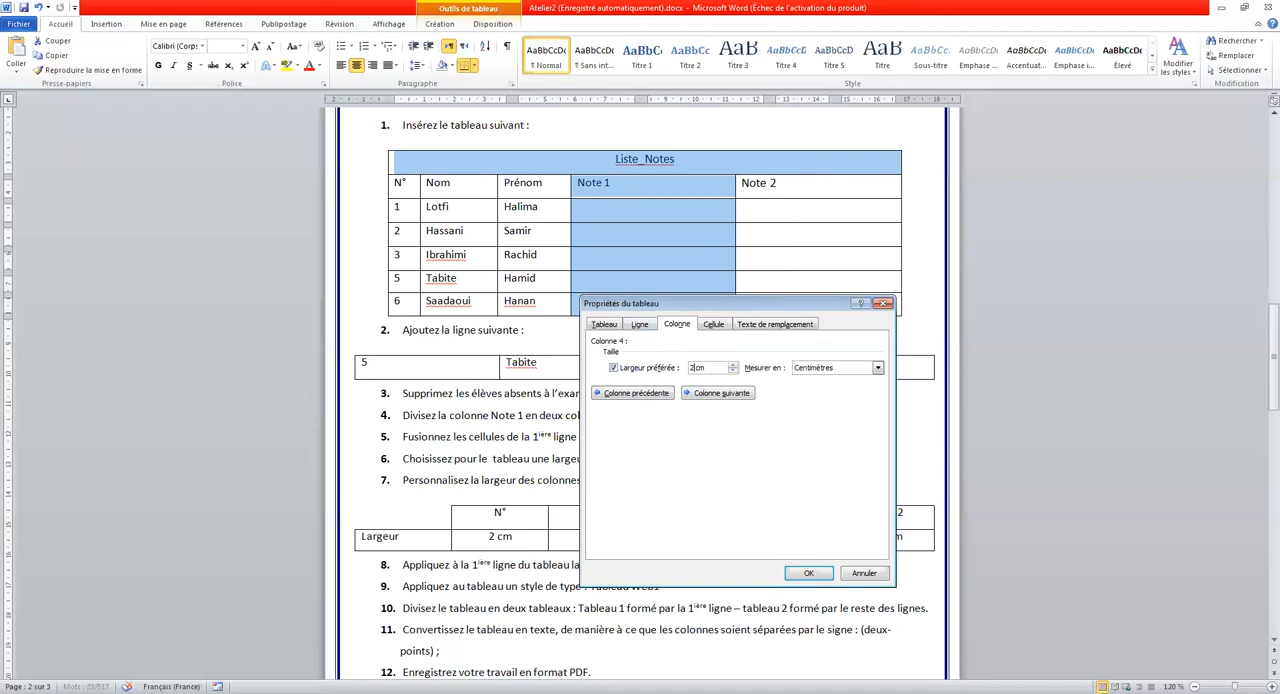 Outils de tableau
Atelier2 (Enregistré automatiquement).docx - Microsoft Word (Échec de l'activation du produit)
Fichier Accueil Insertion Mise en page Références Publipostage Révision Affichage Création Disposition
Coller
Couper
Copier
Reproduire la mise en forme
Presse-papiers
Calibri (Corps
G I S abc x₂ x² A A
Police
Paragraphe
AaBbCcDc AaBbCcDc AaBbC AaBbCc AaB AaBbCc AaBbCcD AaB AaBbCc. AaBbCcDc AaBbCcDc AaBbCcDc AaBbCcDc
¶ Normal ¶ Sans int... Titre 1 Titre 2 Titre 3 Titre 4 Titre 5 Titre Sous-titre Emphase ... Accentuat... Emphase i... Élevé
Style
Modifier
les styles
Rechercher
Remplacer
Sélectionner
Modification
1. Insérez le tableau suivant :
Liste_Notes
N° Nom Prénom Note 1 Note 2
1 Lotfi Halima
2 Hassani Samir
3 Ibrahimi Rachid
5 Tabite Hamid
6 Saadaoui Hanan
2. Ajoutez la ligne suivante :
5 Tabite
3. Supprimez les élèves absents à l'exam
4. Divisez la colonne Note 1 en deux col
5. Fusionnez les cellules de la 1ière ligne
6. Choisissez pour le tableau une largeur
7. Personnalisez la largeur des colonnes
N° 2
Largeur 2 cm m
8. Appliquez à la 1ière ligne du tableau la
9. Appliquez au tableau un style de type : Tableau Web1
10. Divisez le tableau en deux tableaux : Tableau 1 formé par la 1ière ligne – tableau 2 formé par le reste des lignes.
11. Convertissez le tableau en texte, de manière à ce que les colonnes soient séparées par le signe : (deux-
points) ;
12. Enregistrez votre travail en format PDF.
Propriétés du tableau
Tableau Ligne Colonne Cellule Texte de remplacement
Colonne 4 :
Taille
Largeur préférée : 2cm Mesurer en : Centimètres
Colonne précédente Colonne suivante
OK Annuler
Page : 2 sur 3 Mots : 23/517 Français (France) 120 %